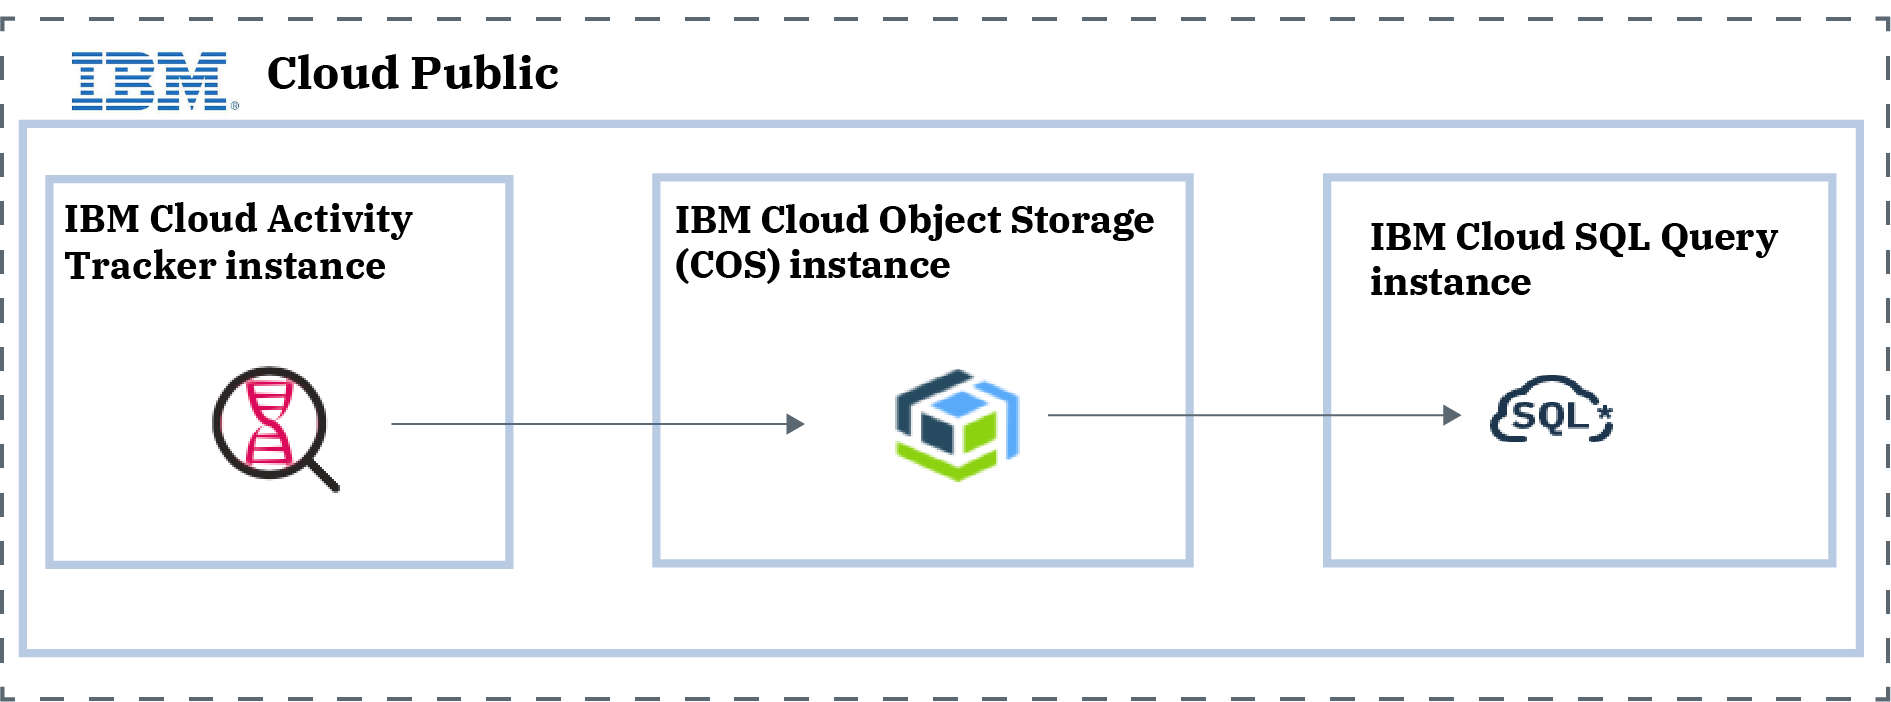 IBM® Cloud Public
IBM Cloud Activity
Tracker instance
IBM Cloud Object Storage
(COS) instance
IBM Cloud SQL Query
instance
SQL*